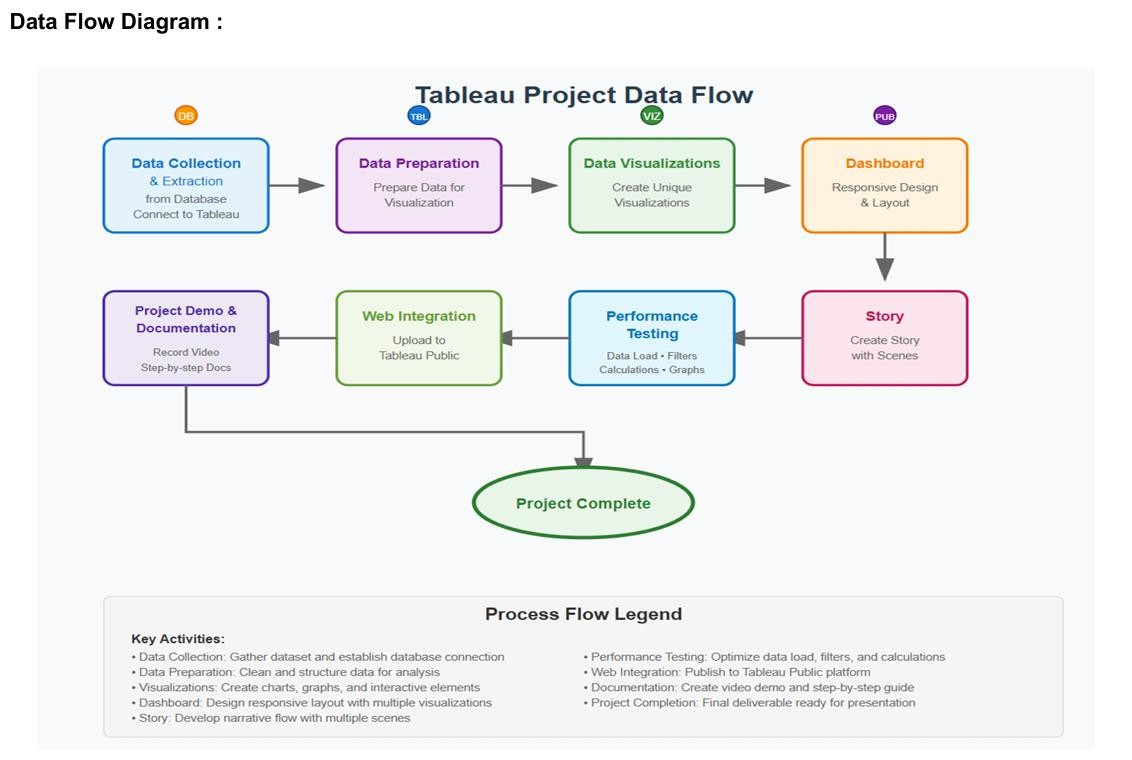 Data Flow Diagram :
Tableau Project Data Flow
DB
TBL
VIZ
PUB
Data Collection
& Extraction
from Database
Connect to Tableau
Data Preparation
Prepare Data for
Visualization
Data Visualizations
Create Unique
Visualizations
Dashboard
Responsive Design
& Layout
Story
Create Story
with Scenes
Performance
Testing
Data Load • Filters
Calculations • Graphs
Web Integration
Upload to
Tableau Public
Project Demo &
Documentation
Record Video
Step-by-step Docs
Project Complete
Process Flow Legend
Key Activities:
• Data Collection: Gather dataset and establish database connection
• Data Preparation: Clean and structure data for analysis
• Visualizations: Create charts, graphs, and interactive elements
• Dashboard: Design responsive layout with multiple visualizations
• Story: Develop narrative flow with multiple scenes
• Performance Testing: Optimize data load, filters, and calculations
• Web Integration: Publish to Tableau Public platform
• Documentation: Create video demo and step-by-step guide
• Project Completion: Final deliverable ready for presentation